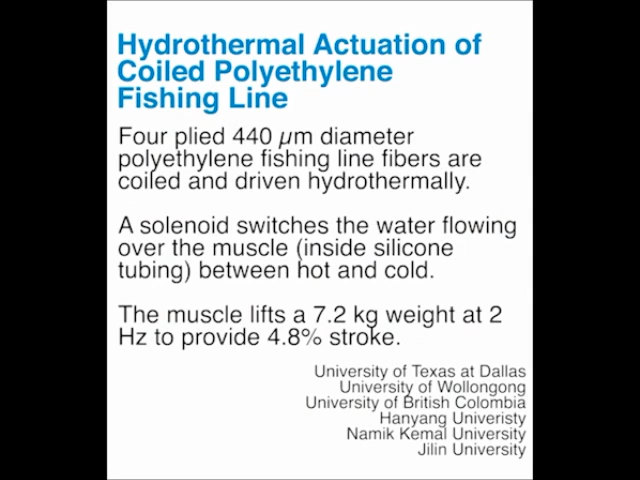 Hydrothermal Actuation of
Coiled Polyethylene
Fishing Line
Four plied 440 µm diameter
polyethylene fishing line fibers are
coiled and driven hydrothermally.
A solenoid switches the water flowing
over the muscle (inside silicone
tubing) between hot and cold.
The muscle lifts a 7.2 kg weight at 2
Hz to provide 4.8% stroke.
University of Texas at Dallas
University of Wollongong
University of British Colombia
Hanyang Univeristy
Namik Kemal University
Jilin University